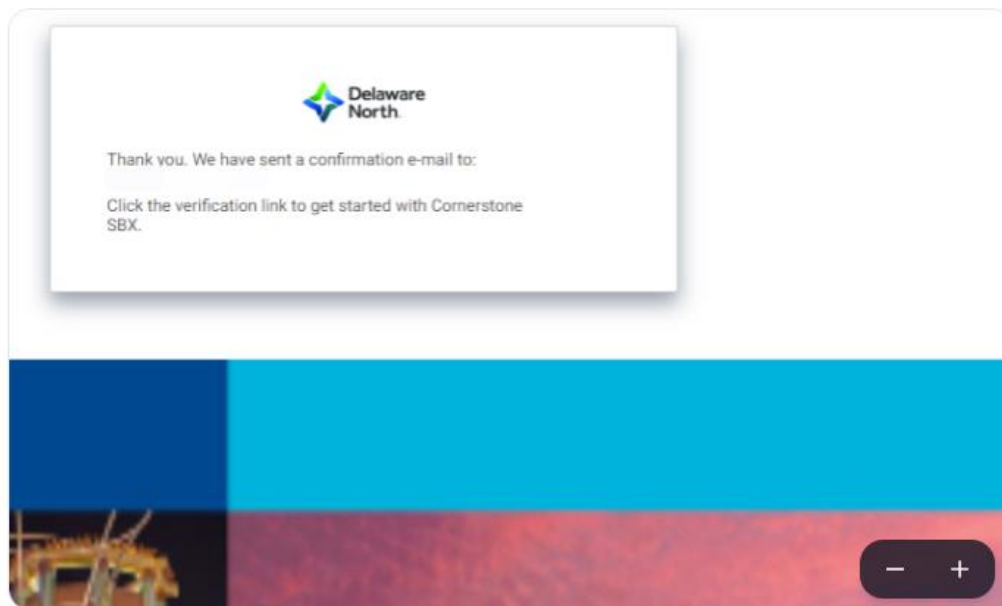 Delaware
North
Thank you. We have sent a confirmation e-mail to:
Click the verification link to get started with Cornerstone
SBX.